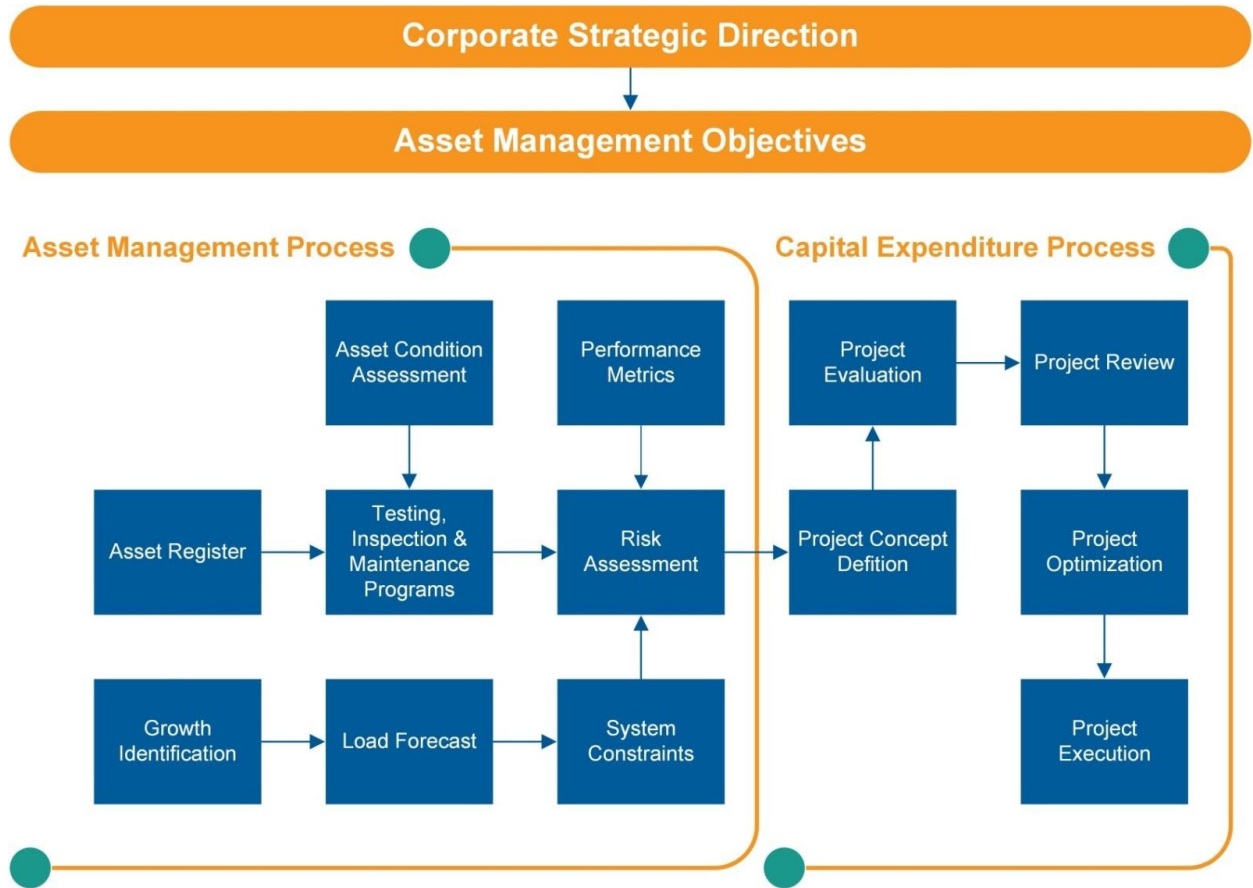 Corporate Strategic Direction
Asset Management Objectives
Asset Management Process
Capital Expenditure Process
Asset Condition
Assessment
Performance
Metrics
Project
Evaluation
Project Review
Asset Register
Testing,
Inspection &
Maintenance
Programs
Risk
Assessment
Project Concept
Defition
Project
Optimization
Growth
Identification
Load Forecast
System
Constraints
Project
Execution